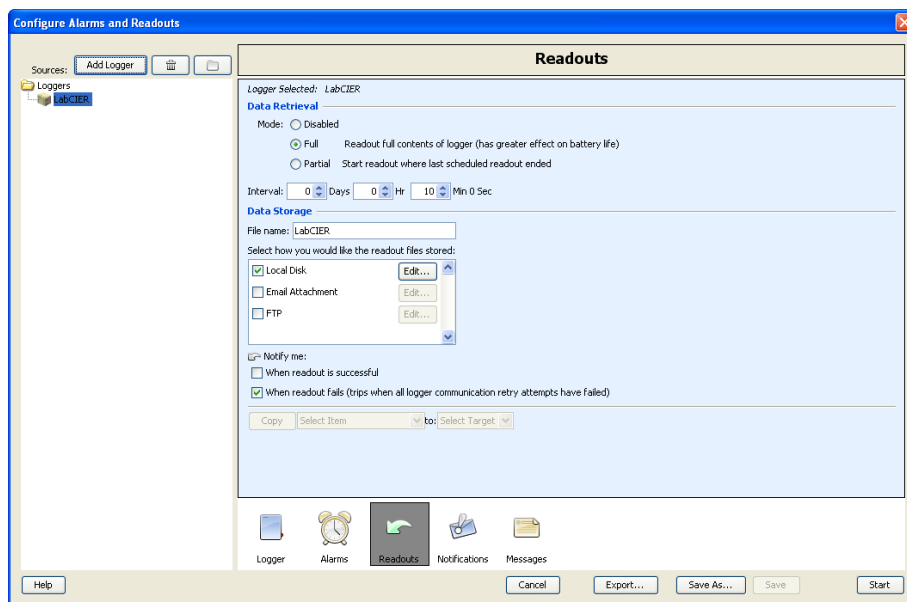 Configure Alarms and Readouts
Sources: Add Logger
Loggers
LabCIER
Readouts
Logger Selected: LabCIER
Data Retrieval
Mode: Disabled
Full Readout full contents of logger (has greater effect on battery life)
Partial Start readout where last scheduled readout ended
Interval: 0 Days 0 Hr 10 Min 0 Sec
Data Storage
File name: LabCIER
Select how you would like the readout files stored:
Local Disk Edit...
Email Attachment Edit...
FTP Edit...
Notify me:
When readout is successful
When readout fails (trips when all logger communication retry attempts have failed)
Copy Select Item to: Select Target
Logger Alarms Readouts Notifications Messages
Help Cancel Export... Save As... Save Start